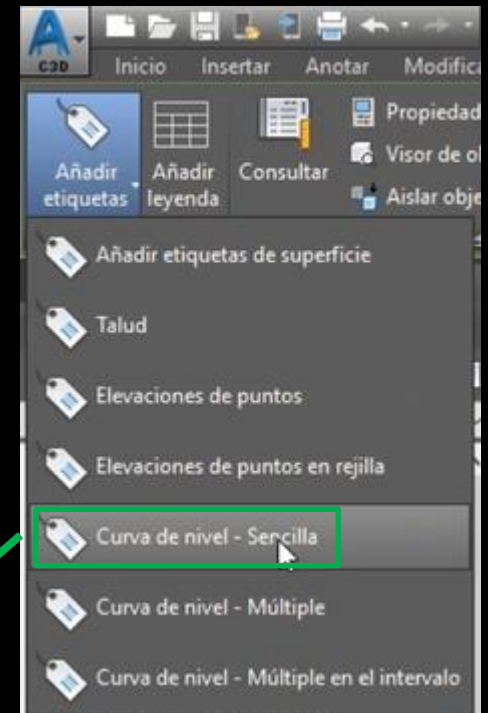 C3D
Inicio Insertar Anotar Modifica
Añadir etiquetas
Añadir leyenda
Consultar
Propiedad
Visor de o
Aislar obje
Añadir etiquetas de superficie
Talud
Elevaciones de puntos
Elevaciones de puntos en rejilla
Curva de nivel - Sencilla
Curva de nivel - Múltiple
Curva de nivel - Múltiple en el intervalo